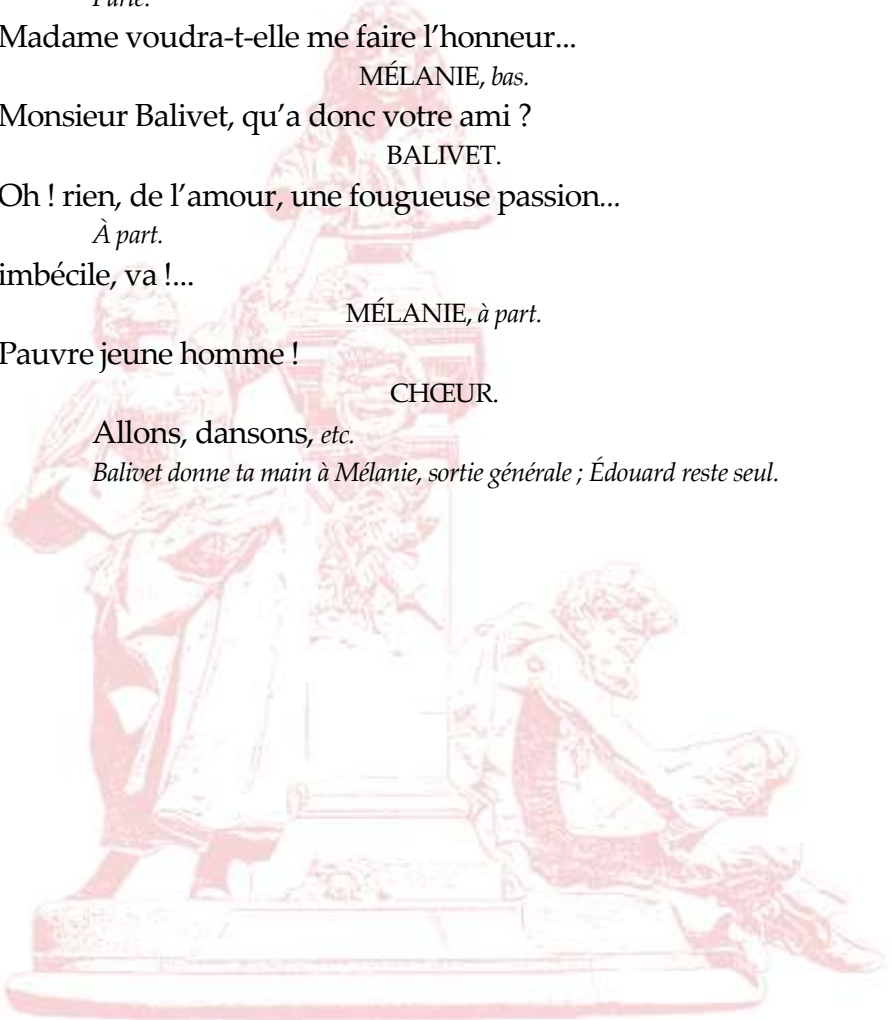 Parlé.
Madame voudra-t-elle me faire l’honneur...
MÉLANIE, bas.
Monsieur Balivet, qu’a donc votre ami ?
BALIVET.
Oh ! rien, de l’amour, une fougueuse passion...
À part.
imbécile, va !...
MÉLANIE, à part.
Pauvre jeune homme !
CHŒUR.
Allons, dansons, etc.
Balivet donne ta main à Mélanie, sortie générale ; Édouard reste seul.